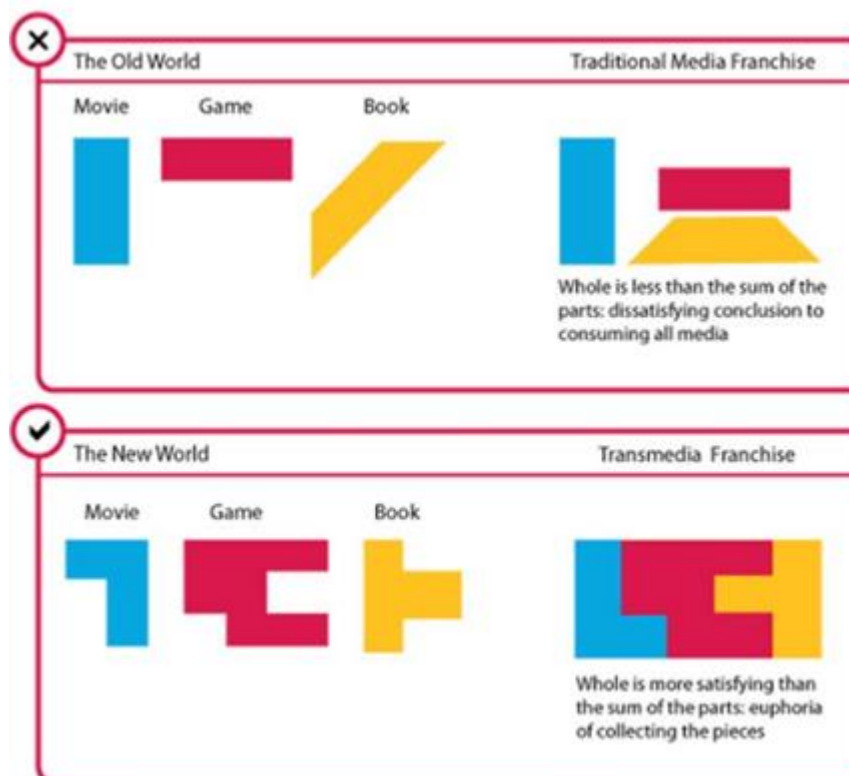 The Old World
Traditional Media Franchise
Movie
Game
Book
Whole is less than the sum of the
parts: dissatisfying conclusion to
consuming all media
The New World
Transmedia Franchise
Movie
Game
Book
Whole is more satisfying than
the sum of the parts: euphoria
of collecting the pieces